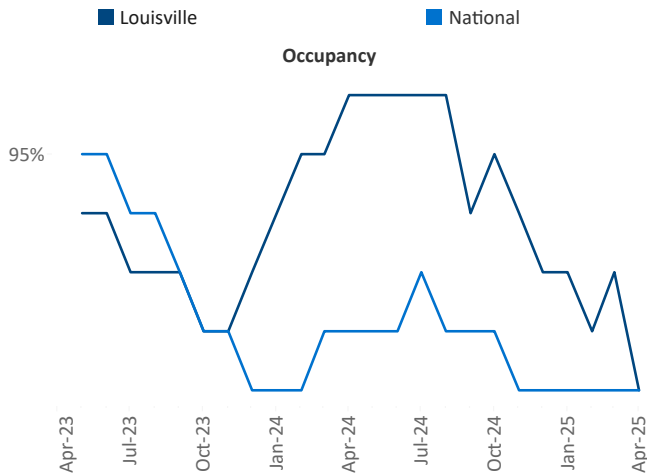 Louisville National
Occupancy
95%
Apr-23 Jul-23 Oct-23 Jan-24 Apr-24 Jul-24 Oct-24 Jan-25 Apr-25